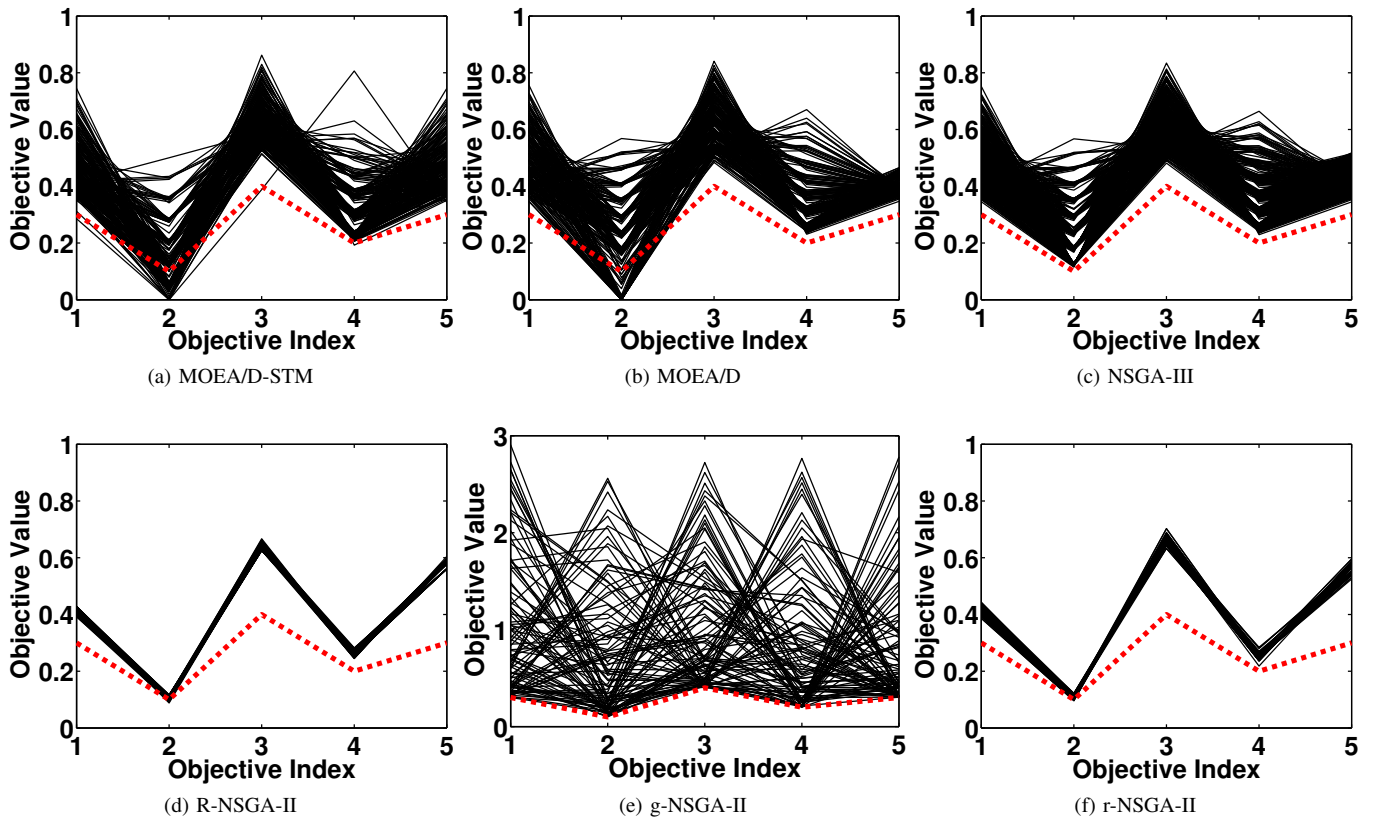 1
0.8
0.6
0.4
0.2
0
Objective Value
1 2 3 4 5
Objective Index
(a) MOEA/D-STM
1
0.8
0.6
0.4
0.2
0
Objective Value
1 2 3 4 5
Objective Index
(b) MOEA/D
1
0.8
0.6
0.4
0.2
0
Objective Value
1 2 3 4 5
Objective Index
(c) NSGA-III
1
0.8
0.6
0.4
0.2
0
Objective Value
1 2 3 4 5
Objective Index
(d) R-NSGA-II
3
2
1
0
Objective Value
1 2 3 4 5
Objective Index
(e) g-NSGA-II
1
0.8
0.6
0.4
0.2
0
Objective Value
1 2 3 4 5
Objective Index
(f) r-NSGA-II